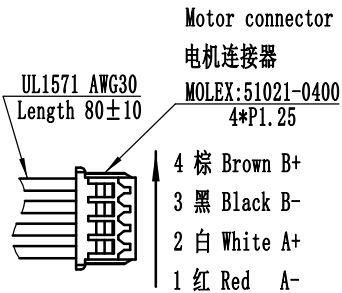 Motor connector
电机连接器
MOLEX:51021-0400
4*P1.25
UL1571 AWG30
Length 80±10
4 棕 Brown B+
3 黑 Black B-
2 白 White A+
1 红 Red A-